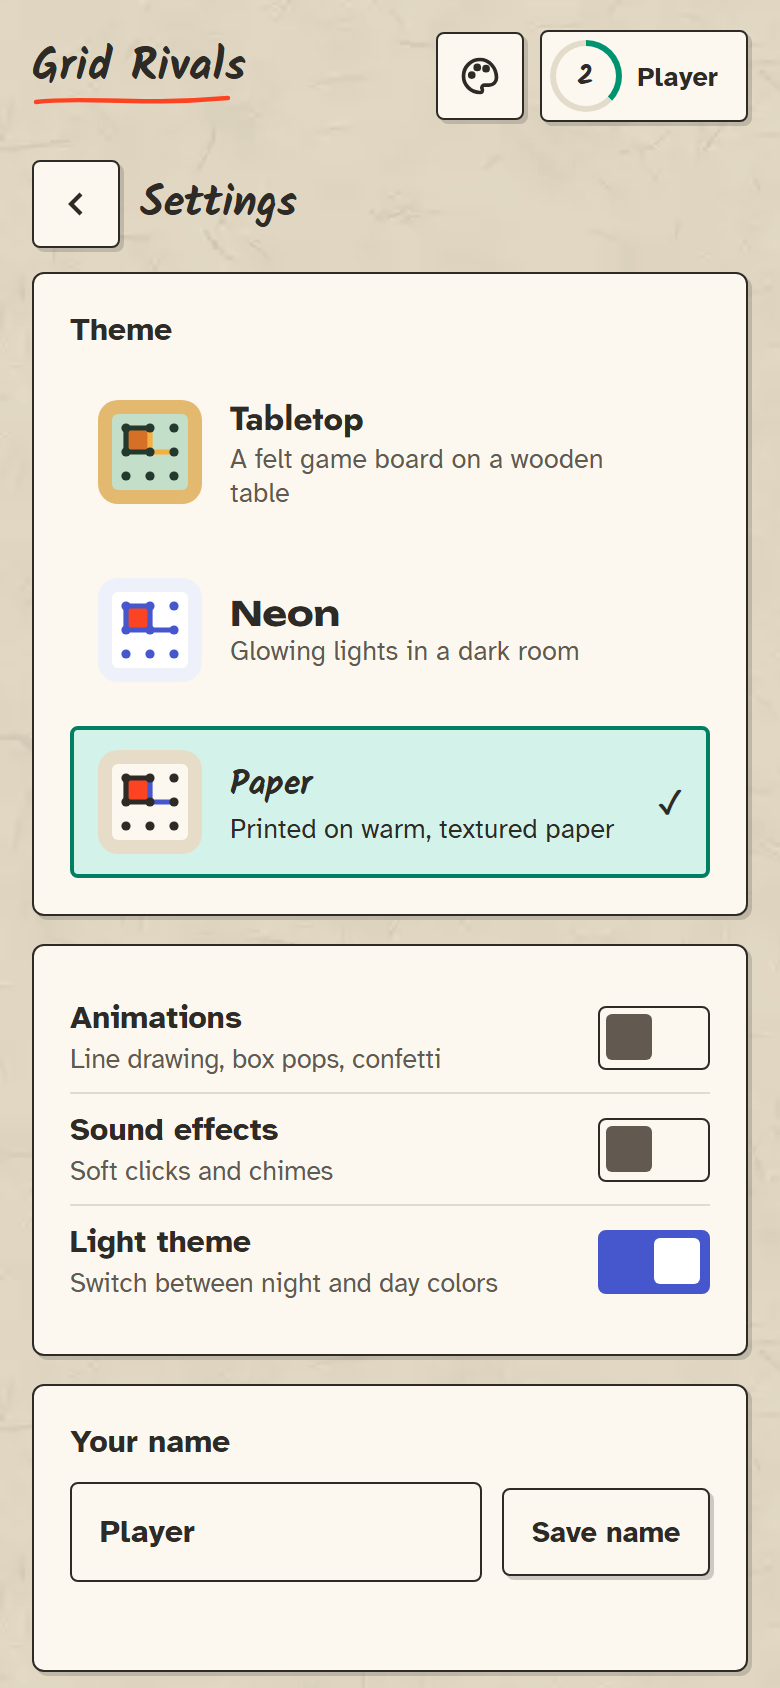 Grid Rivals
2
Player
Settings
Theme
Tabletop
A felt game board on a wooden
table
Neon
Glowing lights in a dark room
Paper
Printed on warm, textured paper
Animations
Line drawing, box pops, confetti
Sound effects
Soft clicks and chimes
Light theme
Switch between night and day colors
Your name
Player
Save name